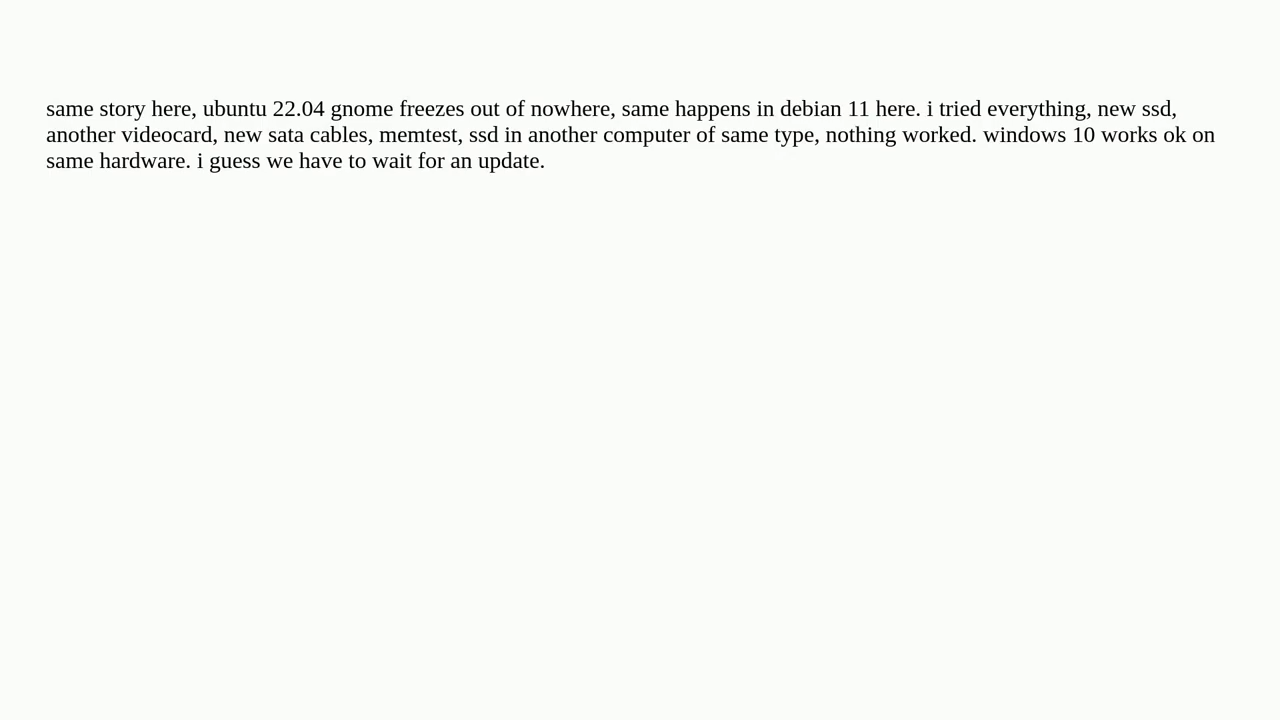 same story here, ubuntu 22.04 gnome freezes out of nowhere, same happens in debian 11 here. i tried everything, new ssd,
another videocard, new sata cables, memtest, ssd in another computer of same type, nothing worked. windows 10 works ok on
same hardware. i guess we have to wait for an update.